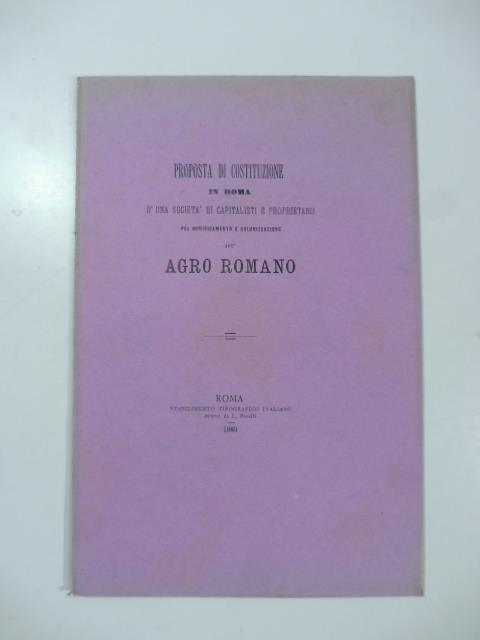 PROPOSTA DI COSTITUZIONE
IN ROMA
D'UNA SOCIETA' DI CAPITALISTI E PROPRIETARII
PEL BONIFICAMENTO E COLONIZZAZIONE
dell'
AGRO ROMANO
ROMA
STABILIMENTO TIPOGRAFICO ITALIANO
diretto da L. Perelli